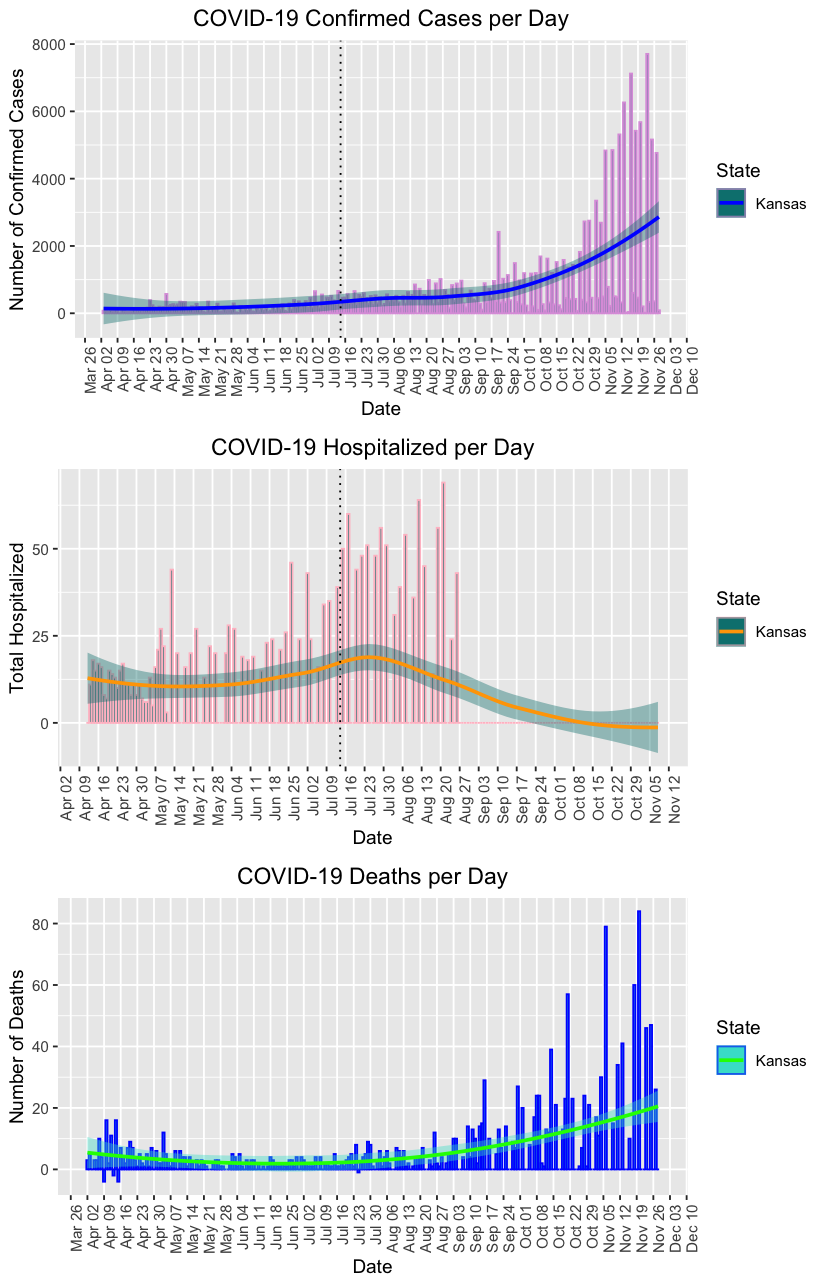 COVID-19 Confirmed Cases per Day
Number of Confirmed Cases
8000
6000
4000
2000
0
Mar 26
Apr 02
Apr 09
Apr 16
Apr 23
Apr 30
May 07
May 14
May 21
May 28
Jun 04
Jun 11
Jun 18
Jun 25
Jul 02
Jul 09
Jul 16
Jul 23
Jul 30
Aug 06
Aug 13
Aug 20
Aug 27
Sep 03
Sep 10
Sep 17
Sep 24
Oct 01
Oct 08
Oct 15
Oct 22
Oct 29
Nov 05
Nov 12
Nov 19
Nov 26
Dec 03
Dec 10
Date
State
Kansas
COVID-19 Hospitalized per Day
Total Hospitalized
50
25
0
Apr 02
Apr 09
Apr 16
Apr 23
Apr 30
May 07
May 14
May 21
May 28
Jun 04
Jun 11
Jun 18
Jun 25
Jul 02
Jul 09
Jul 16
Jul 23
Jul 30
Aug 06
Aug 13
Aug 20
Aug 27
Sep 03
Sep 10
Sep 17
Sep 24
Oct 01
Oct 08
Oct 15
Oct 22
Oct 29
Nov 05
Nov 12
Date
State
Kansas
COVID-19 Deaths per Day
Number of Deaths
80
60
40
20
0
Mar 26
Apr 02
Apr 09
Apr 16
Apr 23
Apr 30
May 07
May 14
May 21
May 28
Jun 04
Jun 11
Jun 18
Jun 25
Jul 02
Jul 09
Jul 16
Jul 23
Jul 30
Aug 06
Aug 13
Aug 20
Aug 27
Sep 03
Sep 10
Sep 17
Sep 24
Oct 01
Oct 08
Oct 15
Oct 22
Oct 29
Nov 05
Nov 12
Nov 19
Nov 26
Dec 03
Dec 10
Date
State
Kansas